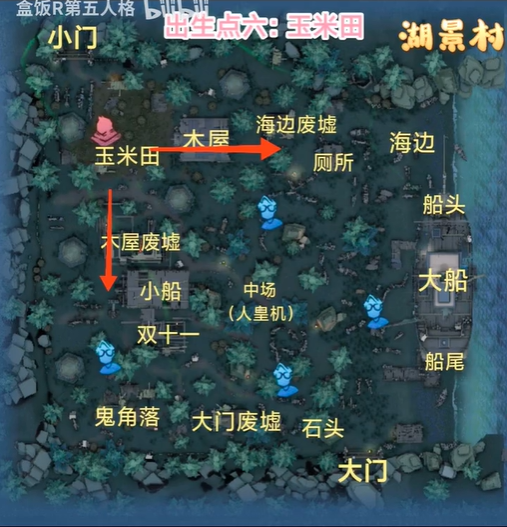 盒饭R第五人格
bilibili
出生点六:玉米田
湖景村
小门
玉米田
木屋
海边废墟
厕所
海边
船头
木屋废墟
小船
中场
(人皇机)
大船
双十一
船尾
鬼角落
大门废墟
石头
大门